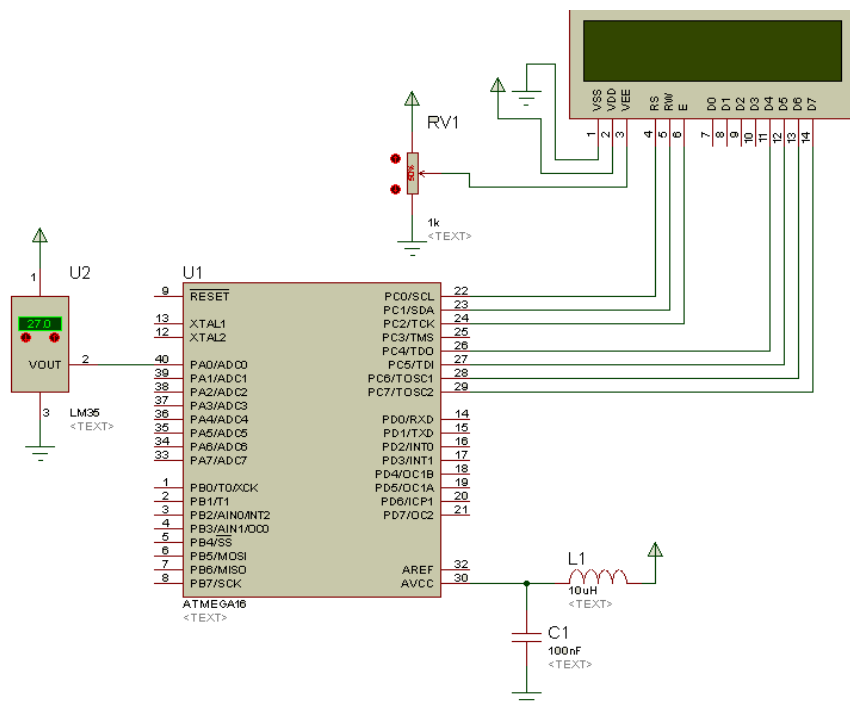 VSS
VDD
VEE
RS
RW
E
D0
D1
D2
D3
D4
D5
D6
D7
1
2
3
4
5
6
7
8
9
10
11
12
13
14
RV1
50%
1k
<TEXT>
U2
1
27.0
VOUT
2
3
LM35
<TEXT>
U1
9 RESET PC0/SCL 22
PC1/SDA 23
13 XTAL1 PC2/TCK 24
12 XTAL2 PC3/TMS 25
PC4/TDO 26
40 PA0/ADC0 PC5/TDI 27
39 PA1/ADC1 PC6/TOSC1 28
38 PA2/ADC2 PC7/TOSC2 29
37 PA3/ADC3
36 PA4/ADC4 PD0/RXD 14
35 PA5/ADC5 PD1/TXD 15
34 PA6/ADC6 PD2/INT0 16
33 PA7/ADC7 PD3/INT1 17
PD4/OC1B 18
1 PB0/T0/XCK PD5/OC1A 19
2 PB1/T1 PD6/ICP1 20
3 PB2/AIN0/INT2 PD7/OC2 21
4 PB3/AIN1/OC0
5 PB4/SS
6 PB5/MOSI
7 PB6/MISO AREF 32
8 PB7/SCK AVCC 30
ATMEGA16
<TEXT>
L1
10uH
<TEXT>
C1
100nF
<TEXT>